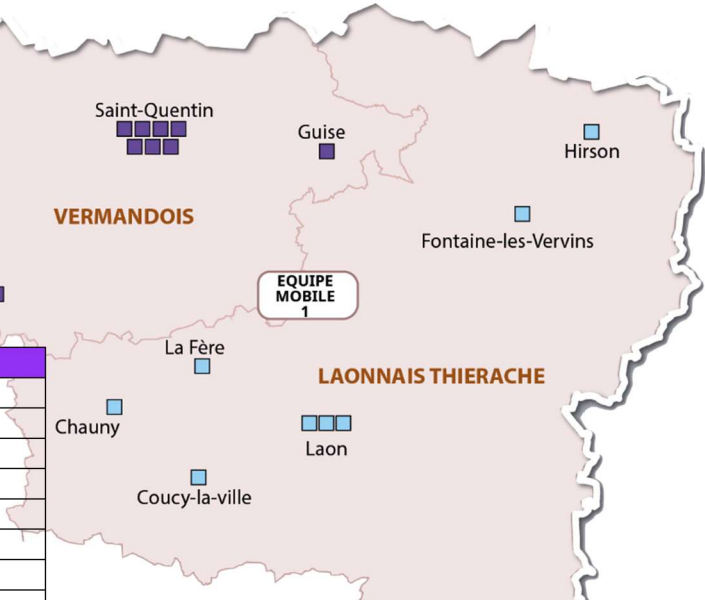 Saint-Quentin
Guise
Hirson
VERMANDOIS
Fontaine-les-Vervins
EQUIPE
MOBILE
1
La Fère
LAONNAIS THIERACHE
Chauny
Laon
Coucy-la-ville